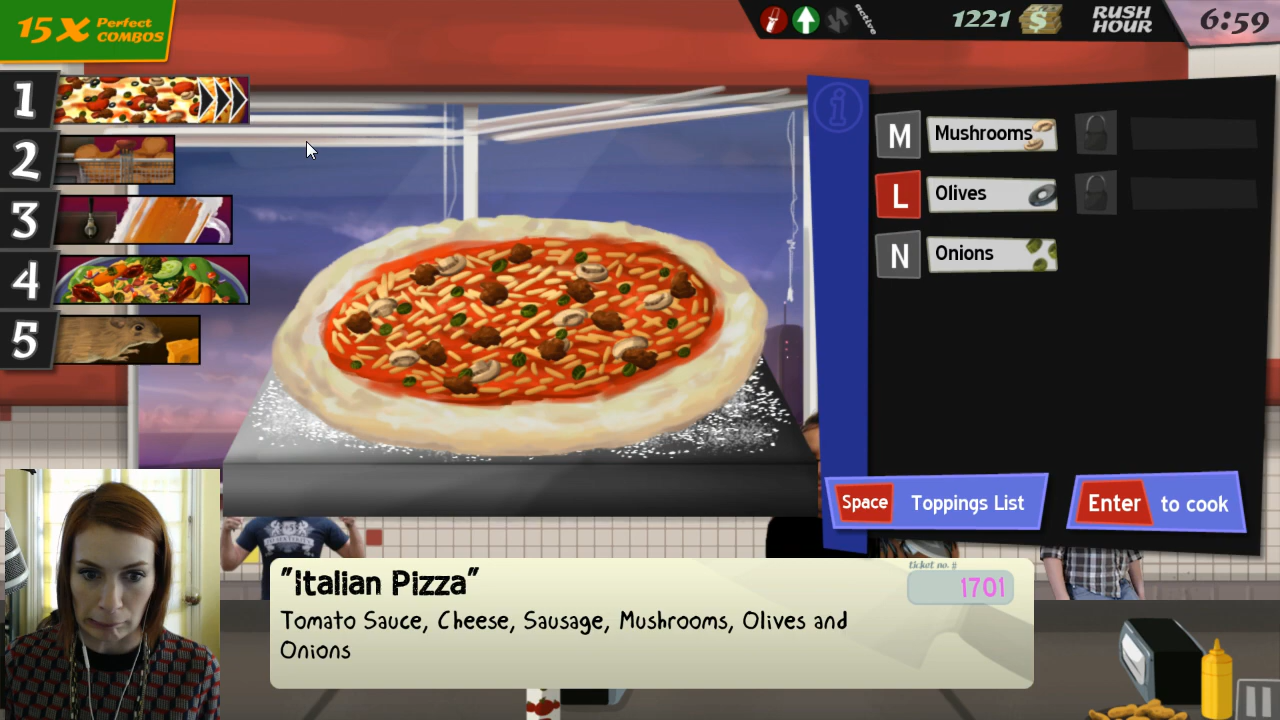 15x Perfect COMBOS
active
1221
$
RUSH HOUR
6:59
1
2
3
4
5
i
M Mushrooms
L Olives
N Onions
Space Toppings List
Enter to cook
"Italian Pizza"
ticket no. #
1701
Tomato Sauce, Cheese, Sausage, Mushrooms, Olives and
Onions